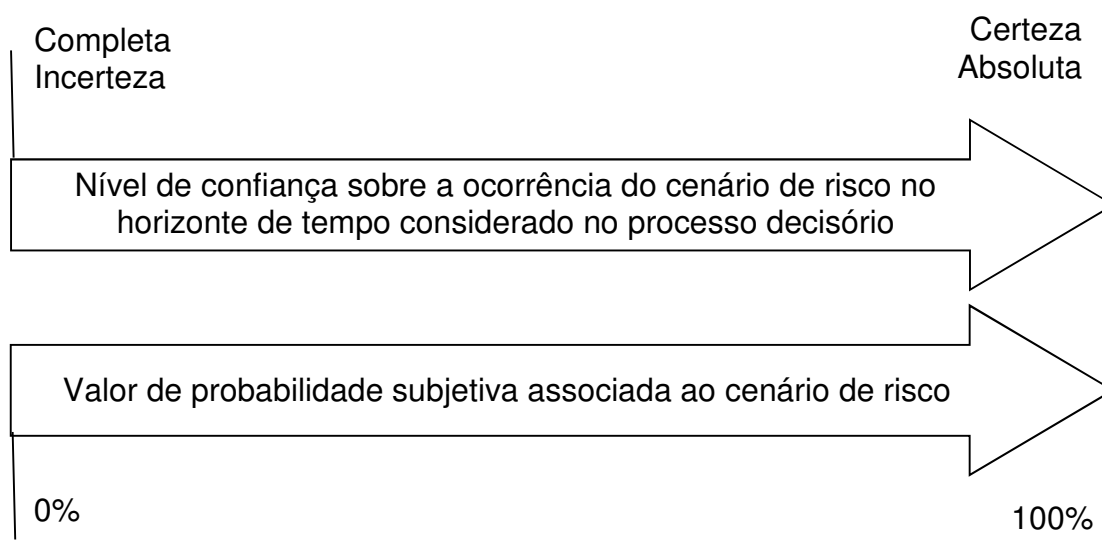 Completa
Incerteza
Certeza
Absoluta
Nível de confiança sobre a ocorrência do cenário de risco no
horizonte de tempo considerado no processo decisório
Valor de probabilidade subjetiva associada ao cenário de risco
0%
100%